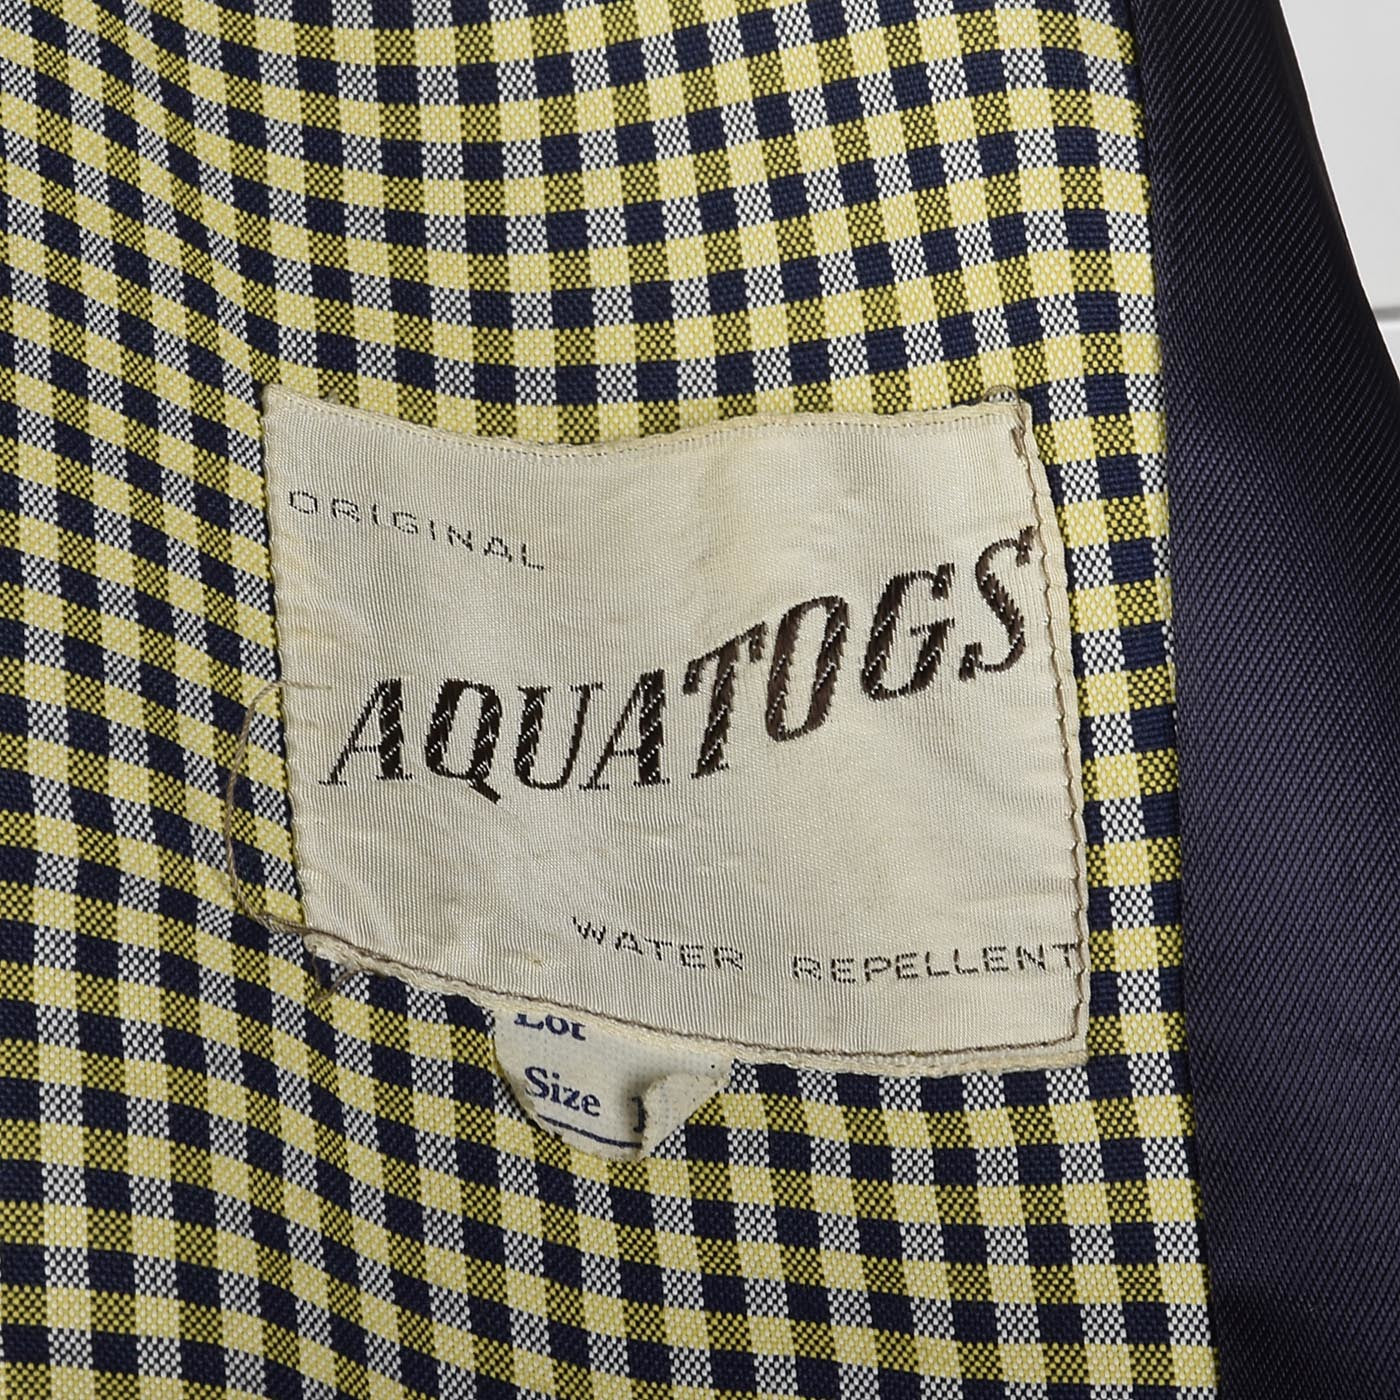 ORIGINAL
AQUATOGS
WATER REPELLENT
Lot
Size